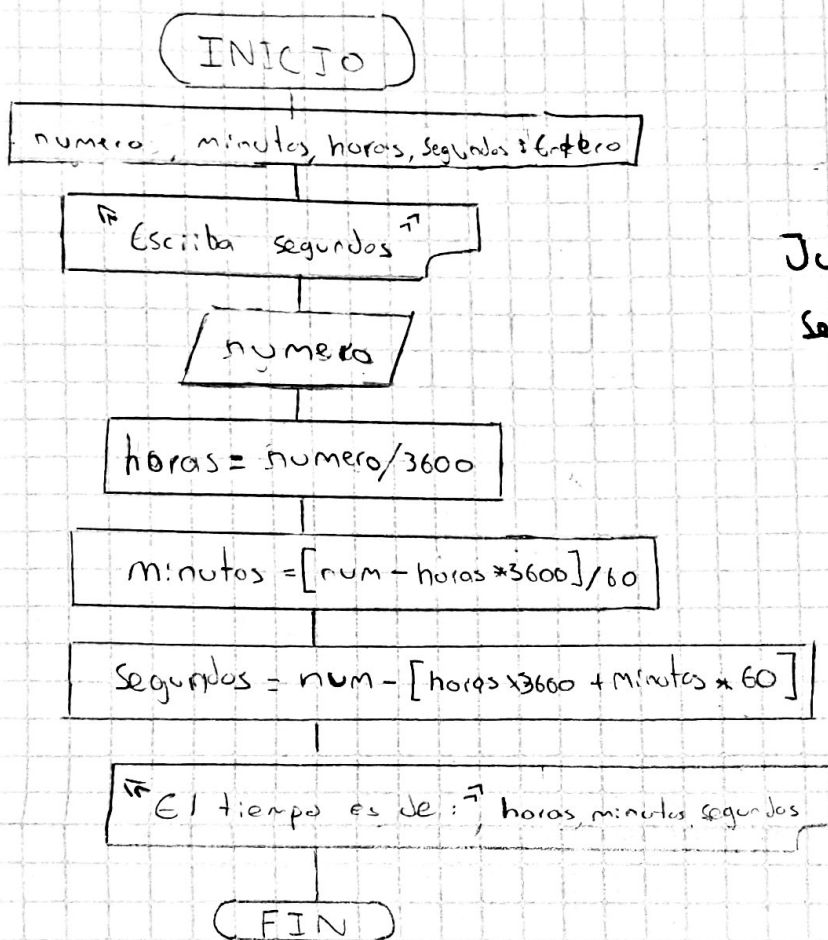 INICIO
numero, minutos, horas, segundos : Entero
"Escriba segundos"
numero
horas = numero/3600
minutos = [num - horas *3600]/60
segundos = num - [horas *3600 + minutos * 60]
"El tiempo es de:", horas, minutos, segundos
FIN